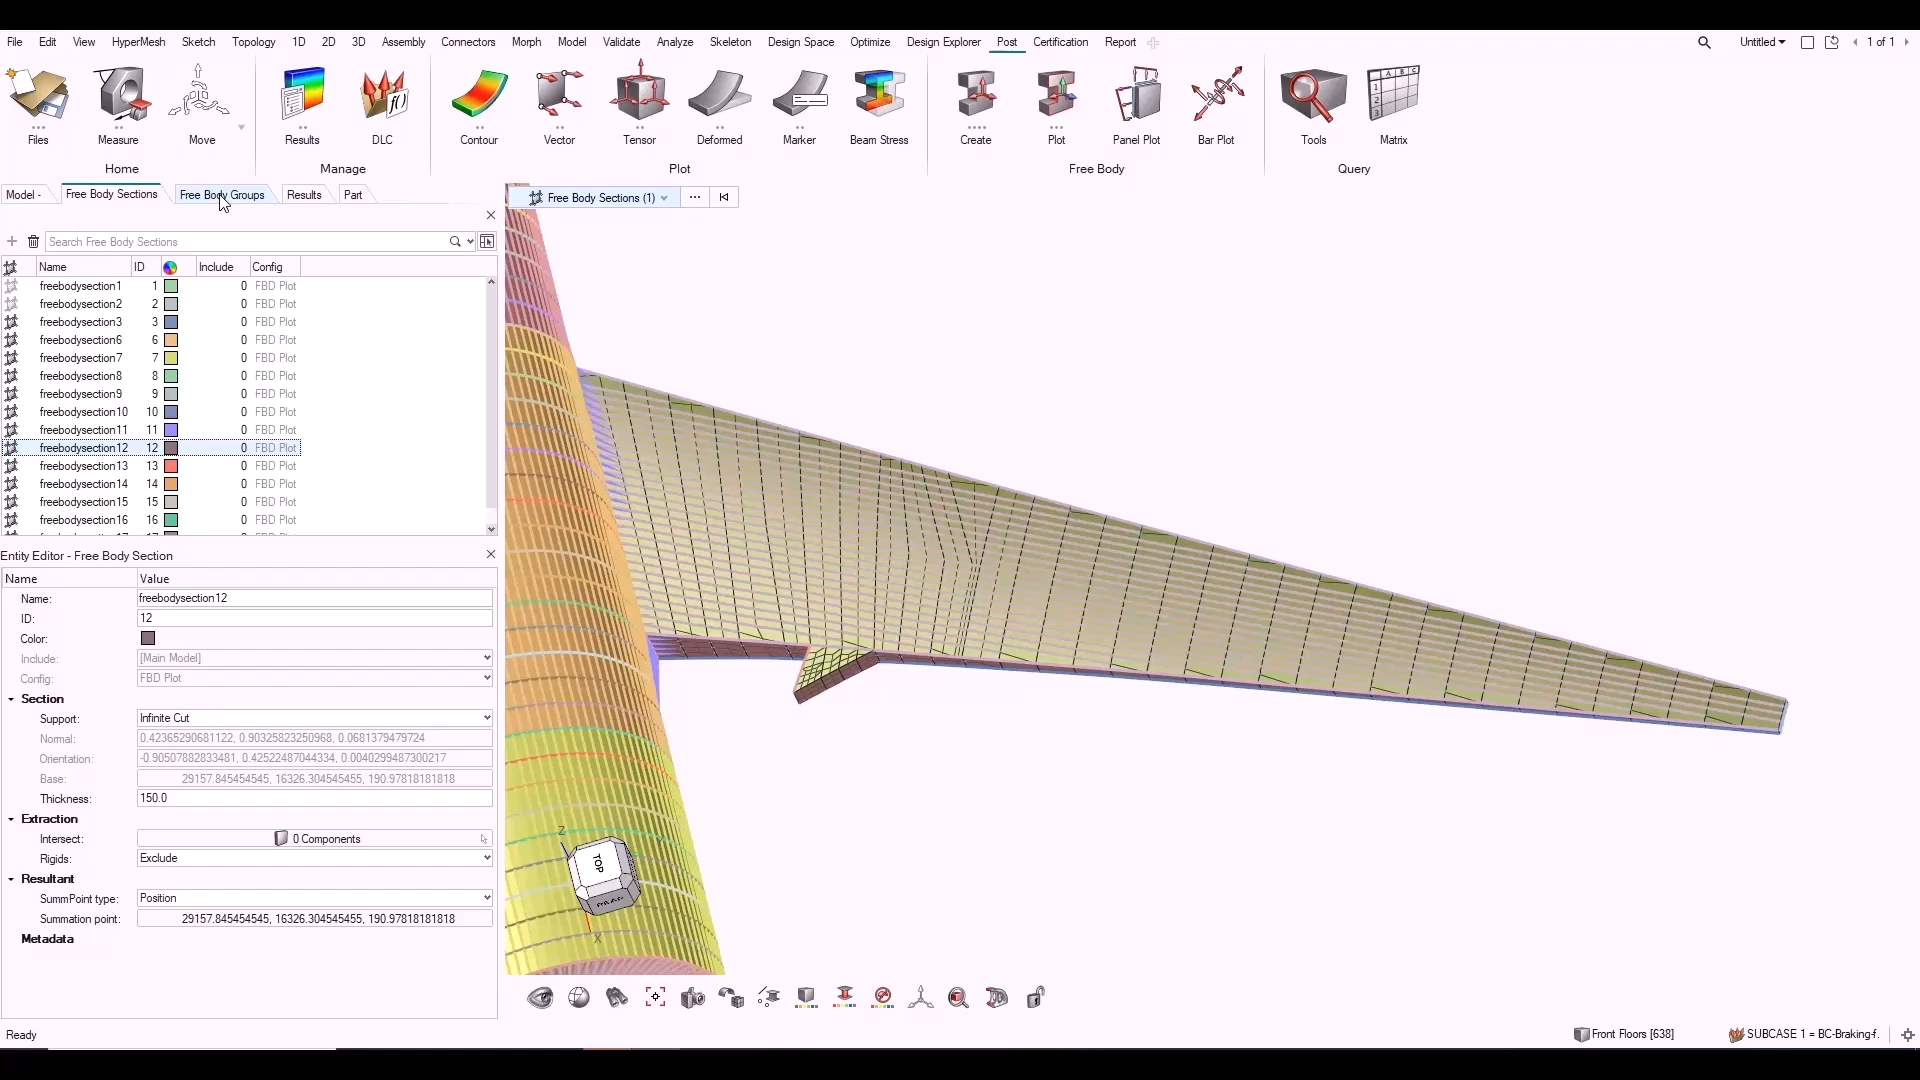 File Edit View HyperMesh Sketch Topology 1D 2D 3D Assembly Connectors Morph Model Validate Analyze Skeleton Design Space Optimize Design Explorer Post Certification Report Untitled 1 of 1
Files Measure Move Results DLC Contour Vector Tensor Deformed Marker Beam Stress Create Plot Panel Plot Bar Plot Tools Matrix
Home Manage Plot Free Body Query
Model - Free Body Sections Free Body Groups Results Part
Free Body Sections (1)
Search Free Body Sections
Name ID Include Config
freebodysection1 1 0 FBD Plot
freebodysection2 2 0 FBD Plot
freebodysection3 3 0 FBD Plot
freebodysection6 6 0 FBD Plot
freebodysection7 7 0 FBD Plot
freebodysection8 8 0 FBD Plot
freebodysection9 9 0 FBD Plot
freebodysection10 10 0 FBD Plot
freebodysection11 11 0 FBD Plot
freebodysection12 12 0 FBD Plot
freebodysection13 13 0 FBD Plot
freebodysection14 14 0 FBD Plot
freebodysection15 15 0 FBD Plot
freebodysection16 16 0 FBD Plot
Entity Editor - Free Body Section
Name Value
Name: freebodysection12
ID: 12
Color:
Include: [Main Model]
Config: FBD Plot
Section
Support: Infinite Cut
Normal: 0.42365290681122, 0.90325823250968, 0.0681379479724
Orientation: -0.90507882833481, 0.42522487044334, 0.0040299487300217
Base: 29157.845454545, 16326.304545455, 190.97818181818
Thickness: 150.0
Extraction
Intersect: 0 Components
Rigids: Exclude
Resultant
SummPoint type: Position
Summation point: 29157.845454545, 16326.304545455, 190.97818181818
Metadata
Z
TOP
X
Ready Front Floors [638] SUBCASE 1 = BC-Braking-f.